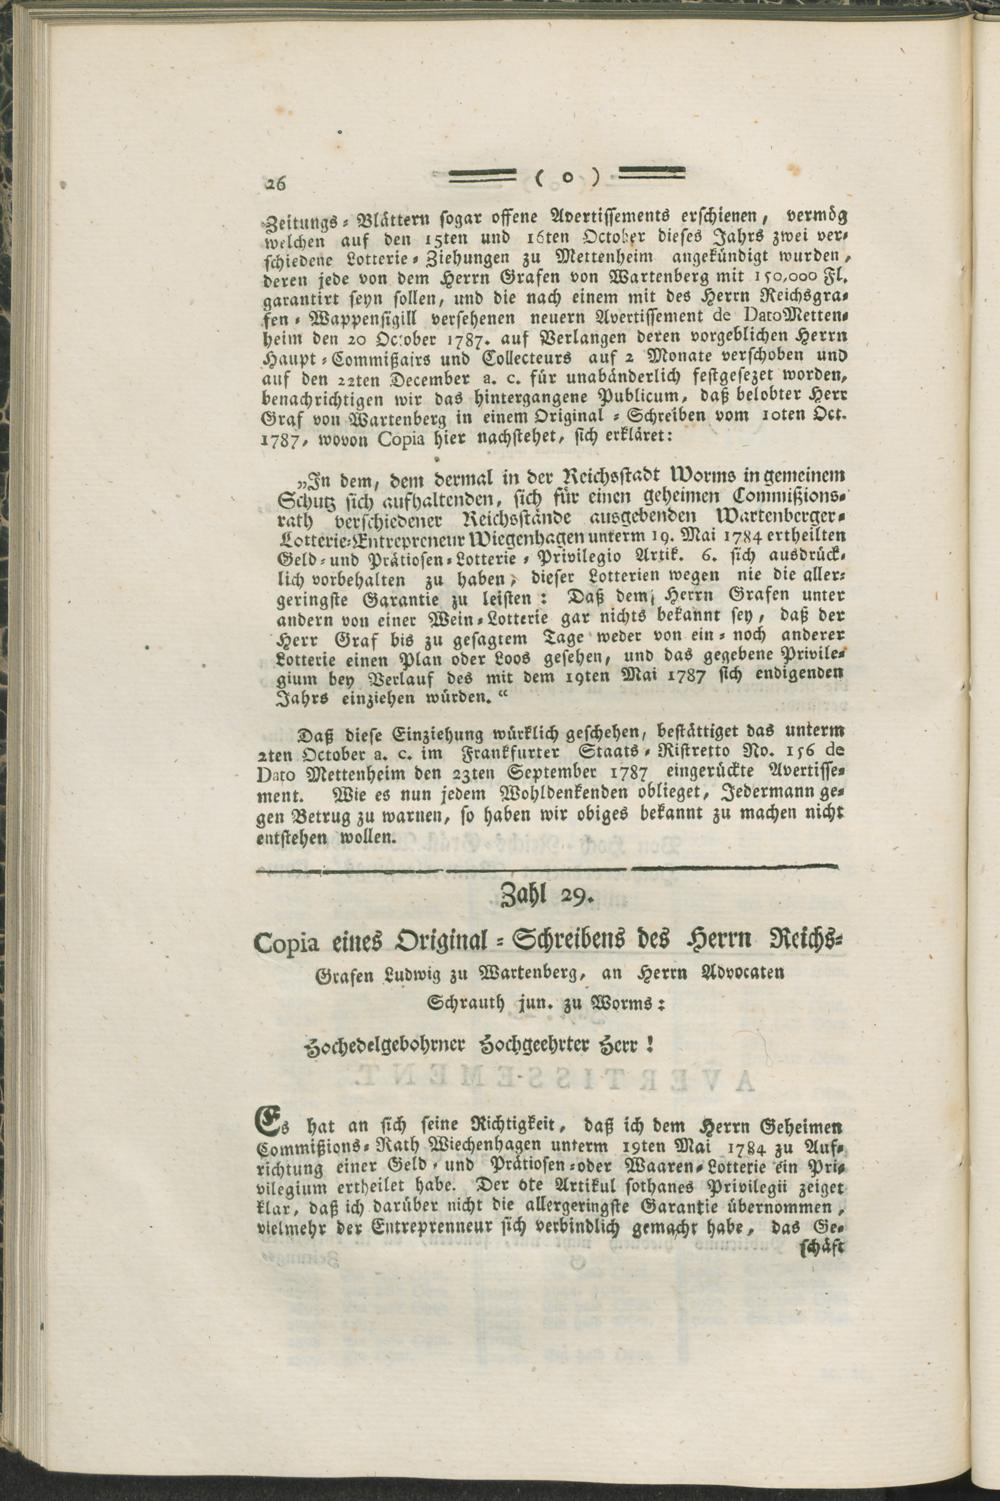 26 ( o )
Zeitungs-Blättern sogar offene Avertissements erschienen, vermög
welchen auf den 15ten und 16ten October dieses Jahrs zwei ver-
schiedene Lotterie-Ziehungen zu Mettenheim angekündigt wurden,
deren jede von dem Herrn Grafen von Wartenberg mit 150,000 Fl.
garantirt seyn sollen, und die nach einem mit des Herrn Reichsgra-
fen-Wappensigill versehenen neuern Avertissement de Dato Metten-
heim den 20 October 1787. auf Verlangen deren vorgeblichen Herrn
Haupt-Commißairs und Collecteurs auf 2 Monate verschoben und
auf den 22ten December a. c. für unabänderlich festgesezet worden,
benachrichtigen wir das hintergangene Publicum, daß belobter Herr
Graf von Wartenberg in einem Original-Schreiben vom 10ten Oct.
1787, wovon Copia hier nachstehet, sich erkläret:
„In dem, dem dermal in der Reichsstadt Worms in gemeinem
Schutz sich aufhaltenden, sich für einen geheimen Commißions-
rath verschiedener Reichsstände ausgebenden Wartenberger-
Lotterie-Entrepreneur Wiegenhagen unterm 19. Mai 1784 ertheilten
Geld- und Prätiosen-Lotterie-Privilegio Artik. 6. sich ausdrück-
lich vorbehalten zu haben, dieser Lotterien wegen nie die aller-
geringste Garantie zu leisten: Daß dem Herrn Grafen unter
andern von einer Wein-Lotterie gar nichts bekannt sey, daß der
Herr Graf bis zu gesagtem Tage weder von ein- noch anderer
Lotterie einen Plan oder Loos gesehen, und das gegebene Privile-
gium bey Verlauf des mit dem 19ten Mai 1787 sich endigenden
Jahrs einziehen würden.“
Daß diese Einziehung würklich geschehen, bestättiget das unterm
2ten October a. c. im Frankfurter Staats-Ristretto No. 156 de
Dato Mettenheim den 23ten September 1787 eingerückte Avertisse-
ment. Wie es nun jedem Wohldenkenden oblieget, Jedermann ge-
gen Betrug zu warnen, so haben wir obiges bekannt zu machen nicht
entstehen wollen.
Zahl 29.
Copia eines Original-Schreibens des Herrn Reichs-
Grafen Ludwig zu Wartenberg, an Herrn Advocaten
Schrauth jun. zu Worms:
Hochedelgebohrner Hochgeehrter Herr!
Es hat an sich seine Richtigkeit, daß ich dem Herrn Geheimen
Commißions-Rath Wiechenhagen unterm 19ten Mai 1784 zu Auf-
richtung einer Geld- und Prätiosen- oder Waaren-Lotterie ein Pri-
vilegium ertheilet habe. Der 6te Artikul sothanes Privilegii zeiget
klar, daß ich darüber nicht die allergeringste Garantie übernommen,
vielmehr der Entreprenneur sich verbindlich gemacht habe, das Ge-
schäft